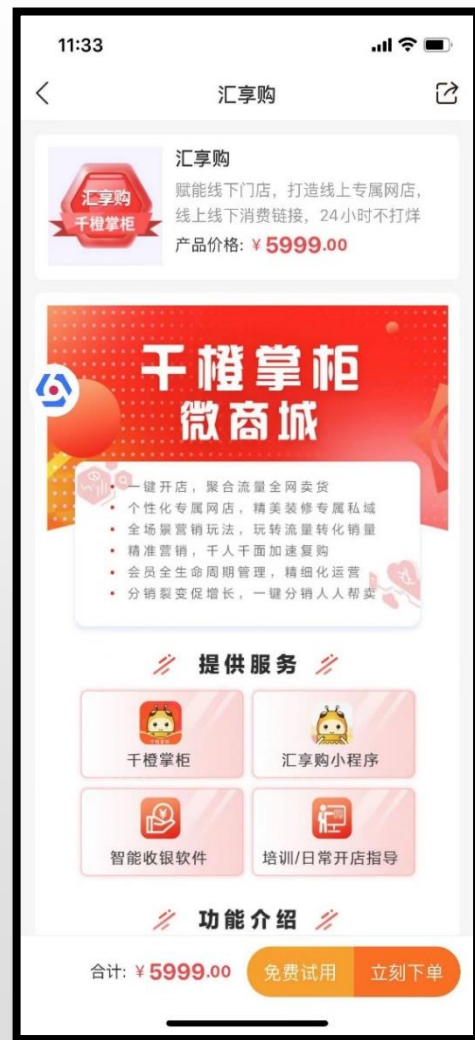 11:33
汇享购
汇享购
千橙掌柜
汇享购
赋能线下门店，打造线上专属网店，
线上线下消费链接，24小时不打烊
产品价格: ¥ 5999.00
千橙掌柜
微商城
• 一键开店，聚合流量全网卖货
• 个性化专属网店，精美装修专属私域
• 全场景营销玩法，玩转流量转化销量
• 精准营销，千人千面加速复购
• 会员全生命周期管理，精细化运营
• 分销裂变促增长，一键分销人人帮卖
提供服务
千橙掌柜
汇享购小程序
智能收银软件
培训/日常开店指导
功能介绍
合计: ¥ 5999.00
免费试用
立刻下单